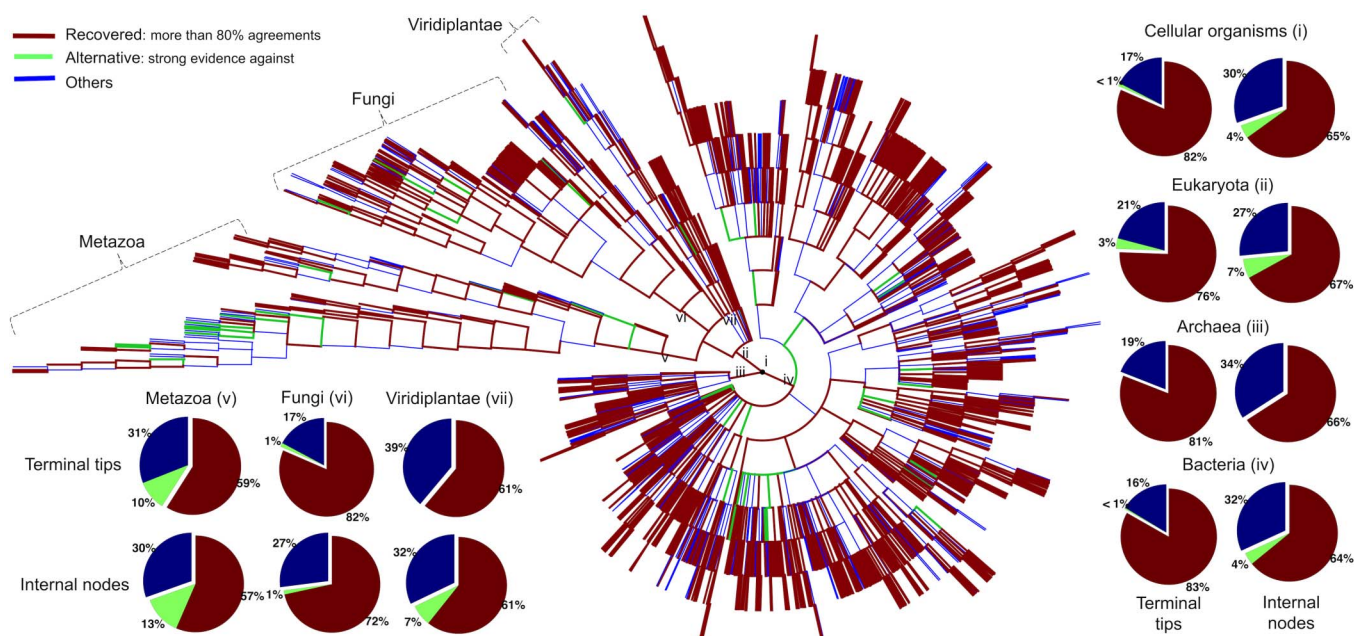 Recovered: more than 80% agreements
Alternative: strong evidence against
Others
Viridiplantae
Fungi
Metazoa
vi
vii
v
ii
i
iii
iv
Cellular organisms (i)
17%
< 1%
82%
30%
4%
65%
Eukaryota (ii)
21%
3%
76%
27%
7%
67%
Archaea (iii)
19%
81%
34%
66%
Bacteria (iv)
16%
< 1%
83%
32%
4%
64%
Terminal tips
Internal nodes
Metazoa (v)
Fungi (vi)
Viridiplantae (vii)
Terminal tips
31%
10%
59%
17%
1%
82%
39%
61%
Internal nodes
30%
13%
57%
27%
1%
72%
32%
7%
61%